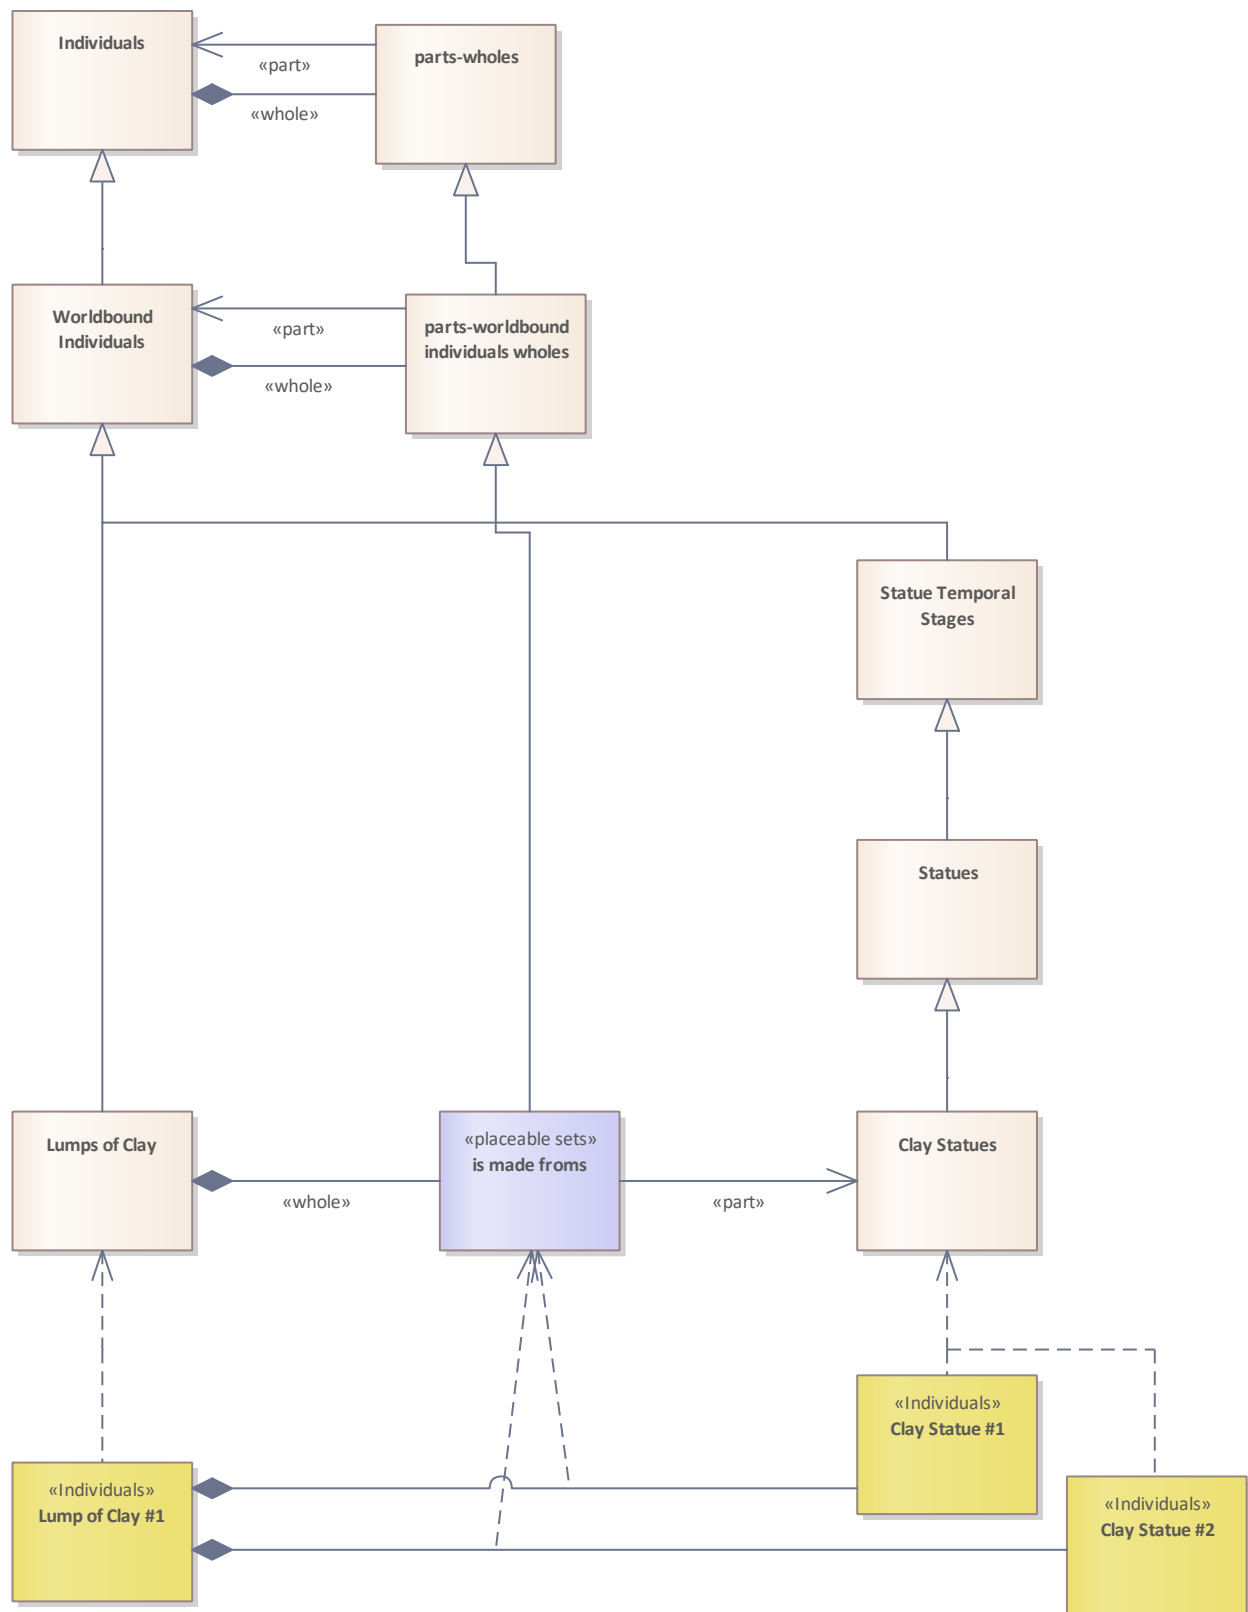 Individuals
«part»
parts-wholes
«whole»
Worldbound
Individuals
«part»
parts-worldbound
individuals wholes
«whole»
Statue Temporal
Stages
Statues
Lumps of Clay
«whole»
«placeable sets»
is made froms
«part»
Clay Statues
«Individuals»
Clay Statue #1
«Individuals»
Lump of Clay #1
«Individuals»
Clay Statue #2